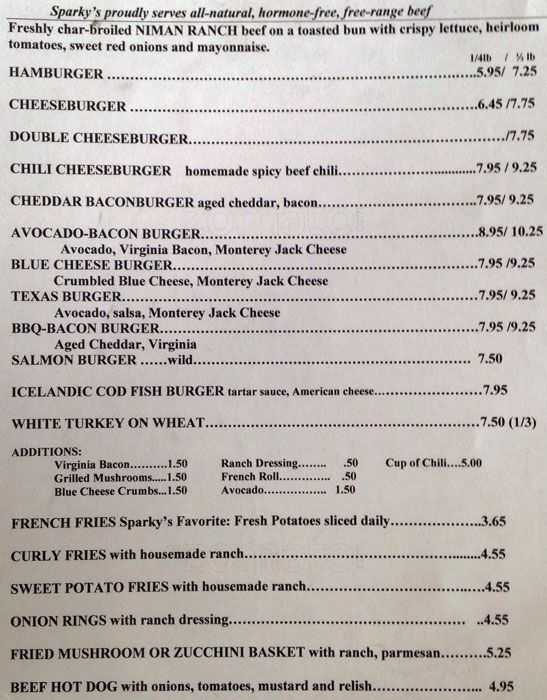 Sparky's proudly serves all-natural, hormone-free, free-range beef
Freshly char-broiled NIMAN RANCH beef on a toasted bun with crispy lettuce, heirloom
tomatoes, sweet red onions and mayonnaise.
1/4lb / ½ lb
HAMBURGER ..........5.95/ 7.25
CHEESEBURGER ..........6.45 /7.75
DOUBLE CHEESEBURGER........../7.75
CHILI CHEESEBURGER homemade spicy beef chili..........7.95 / 9.25
CHEDDAR BACONBURGER aged cheddar, bacon..........7.95/ 9.25
AVOCADO-BACON BURGER..........8.95/ 10.25
Avocado, Virginia Bacon, Monterey Jack Cheese
BLUE CHEESE BURGER..........7.95 /9.25
Crumbled Blue Cheese, Monterey Jack Cheese
TEXAS BURGER..........7.95/ 9.25
Avocado, salsa, Monterey Jack Cheese
BBQ-BACON BURGER..........7.95 /9.25
Aged Cheddar, Virginia
SALMON BURGER ......wild.......... 7.50
ICELANDIC COD FISH BURGER tartar sauce, American cheese..........7.95
WHITE TURKEY ON WHEAT..........7.50 (1/3)
ADDITIONS:
Virginia Bacon..........1.50 Ranch Dressing........ .50 Cup of Chili....5.00
Grilled Mushrooms.....1.50 French Roll.............. .50
Blue Cheese Crumbs...1.50 Avocado................. 1.50
FRENCH FRIES Sparky's Favorite: Fresh Potatoes sliced daily..........3.65
CURLY FRIES with housemade ranch..........4.55
SWEET POTATO FRIES with housemade ranch..........4.55
ONION RINGS with ranch dressing.......... ..4.55
FRIED MUSHROOM OR ZUCCHINI BASKET with ranch, parmesan.........5.25
BEEF HOT DOG with onions, tomatoes, mustard and relish.......... 4.95